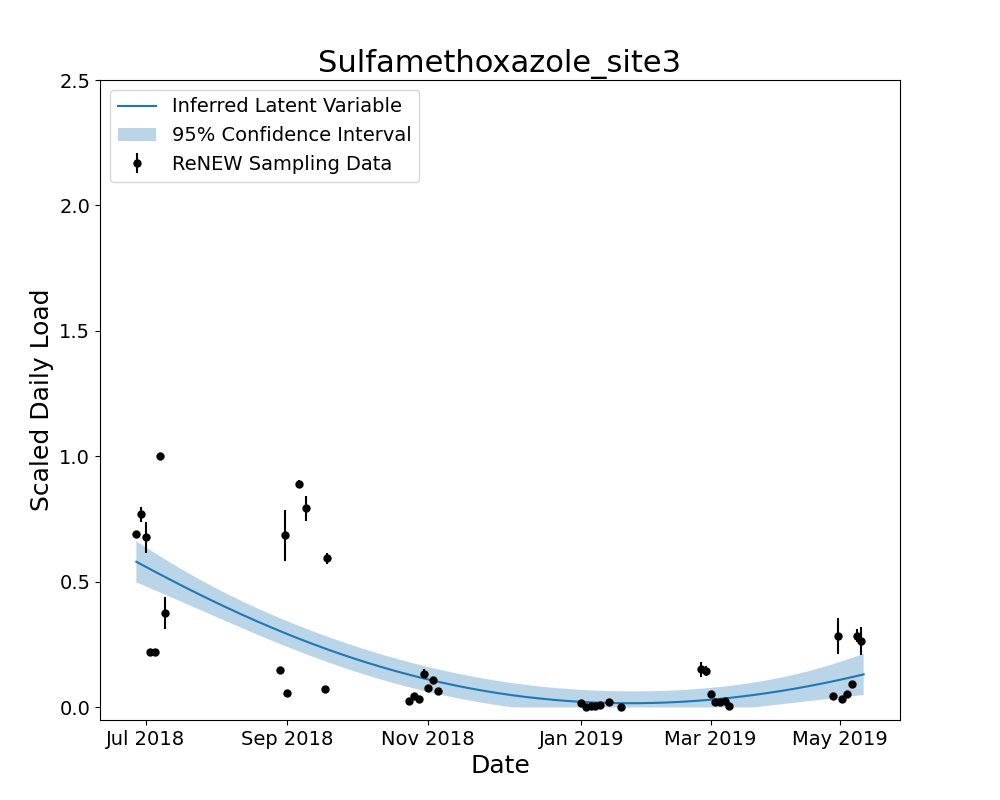 Sulfamethoxazole_site3
Inferred Latent Variable
95% Confidence Interval
ReNEW Sampling Data
Scaled Daily Load
2.5
2.0
1.5
1.0
0.5
0.0
Jul 2018 Sep 2018 Nov 2018 Jan 2019 Mar 2019 May 2019
Date